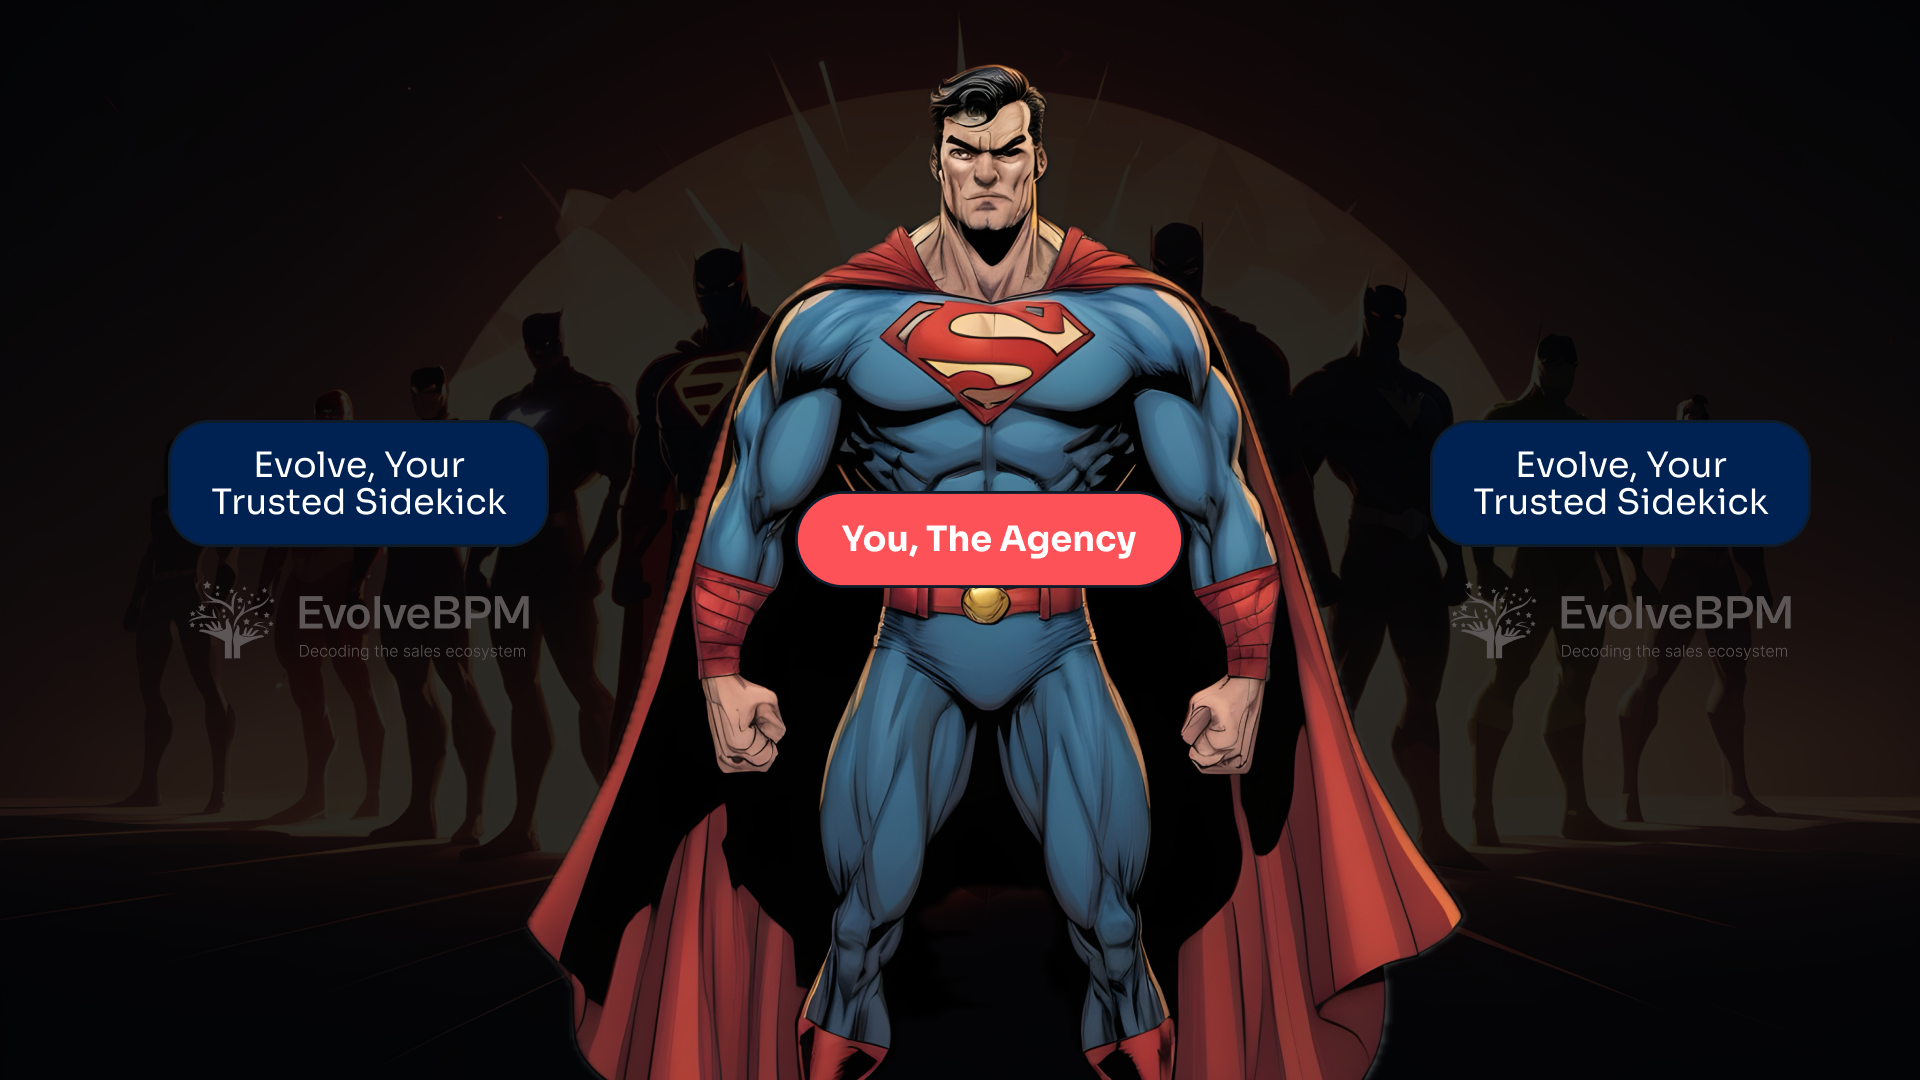 Evolve, Your
Trusted Sidekick
EvolveBPM
Decoding the sales ecosystem
You, The Agency
Evolve, Your
Trusted Sidekick
EvolveBPM
Decoding the sales ecosystem